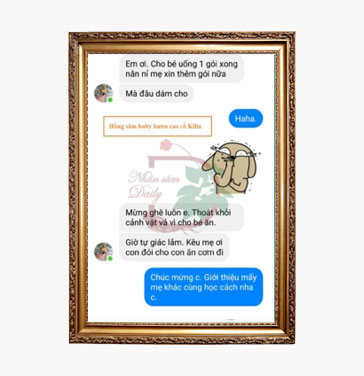 Em ơi. Cho bé uống 1 gói xong
năn nỉ mẹ xin thêm gói nữa
Mà đâu dám cho
Haha.
Hồng sâm baby hươu cao cổ Kilin
Nhân sâm
Daily
Mừng ghê luôn e. Thoát khỏi
cảnh vật vã vì cho bé ăn.
Giờ tự giác lắm. Kêu mẹ ơi
con đói cho con ăn cơm đi
Chúc mừng c. Giới thiệu mấy
mẹ khác cùng học cách nha
c.